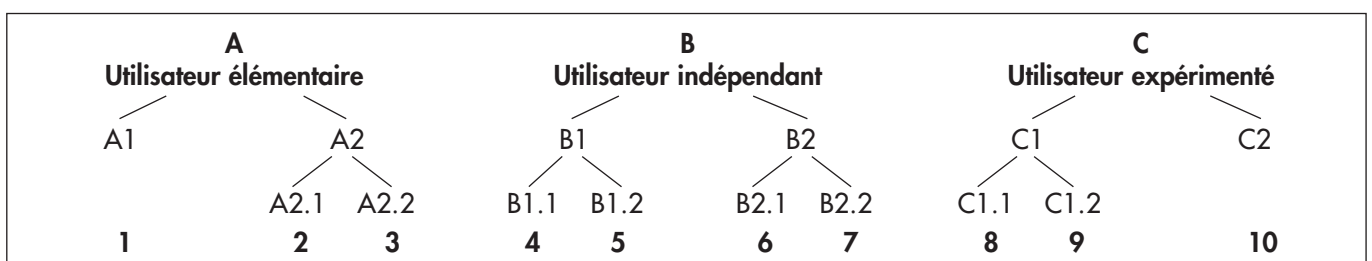 A B C
Utilisateur élémentaire Utilisateur indépendant Utilisateur expérimenté
A1 A2 B1 B2 C1 C2
A2.1 A2.2 B1.1 B1.2 B2.1 B2.2 C1.1 C1.2
1 2 3 4 5 6 7 8 9 10